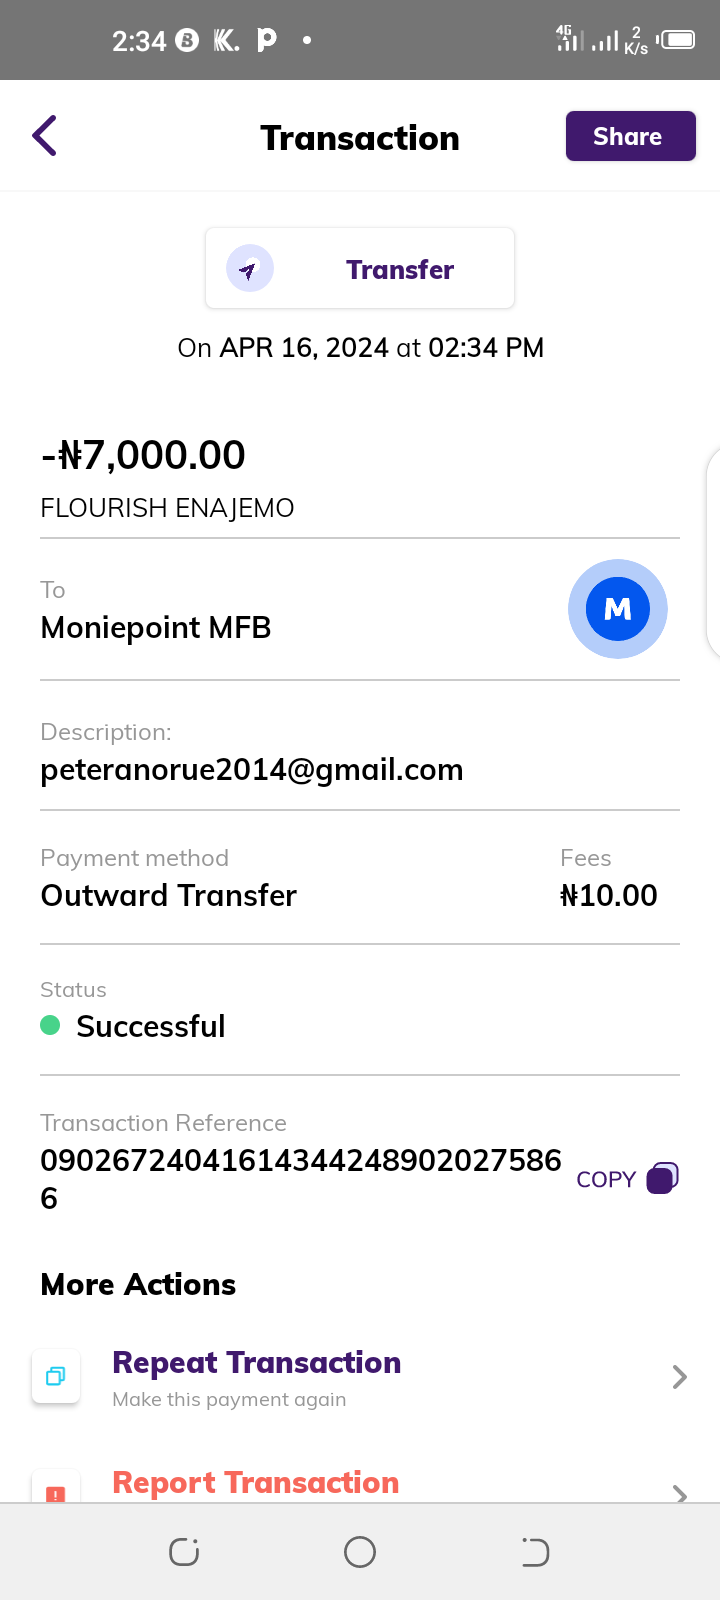 2:34 B K. P 4G 2 K/s
Transaction
Share
Transfer
On APR 16, 2024 at 02:34 PM
-₦7,000.00
FLOURISH ENAJEMO
To
Moniepoint MFB
M
Description:
peteranorue2014@gmail.com
Payment method
Fees
Outward Transfer
₦10.00
Status
Successful
Transaction Reference
09026724041614344248902027586
6
COPY
More Actions
Repeat Transaction
Make this payment again
Report Transaction